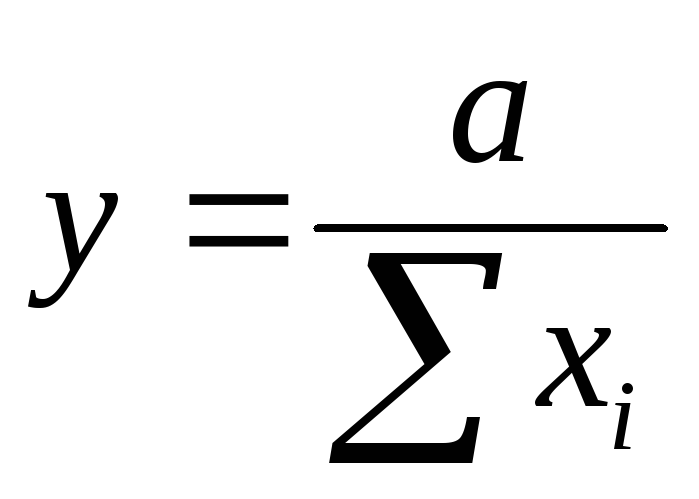 y = a / ∑ x_i